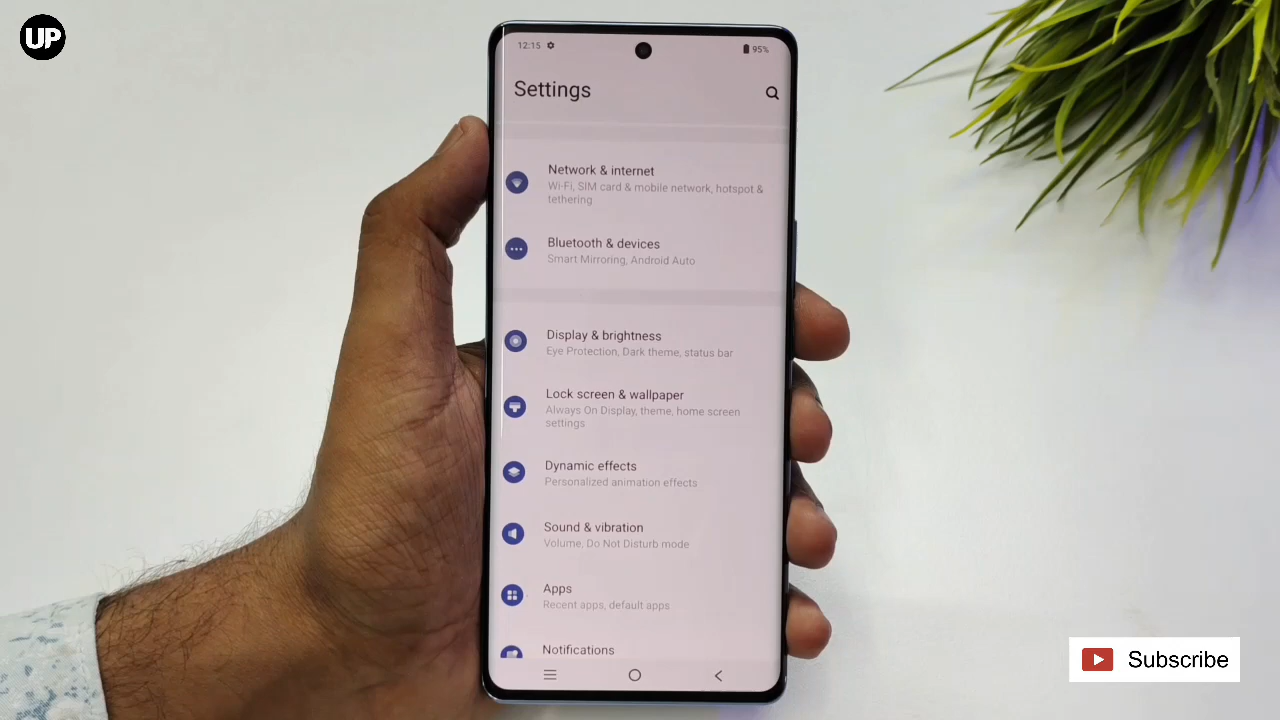 UP
12:15
95%
Settings
Network & internet
Wi-Fi, SIM card & mobile network, hotspot &
tethering
Bluetooth & devices
Smart Mirroring, Android Auto
Display & brightness
Eye Protection, Dark theme, status bar
Lock screen & wallpaper
Always On Display, theme, home screen
settings
Dynamic effects
Personalized animation effects
Sound & vibration
Volume, Do Not Disturb mode
Apps
Recent apps, default apps
Notifications
Subscribe